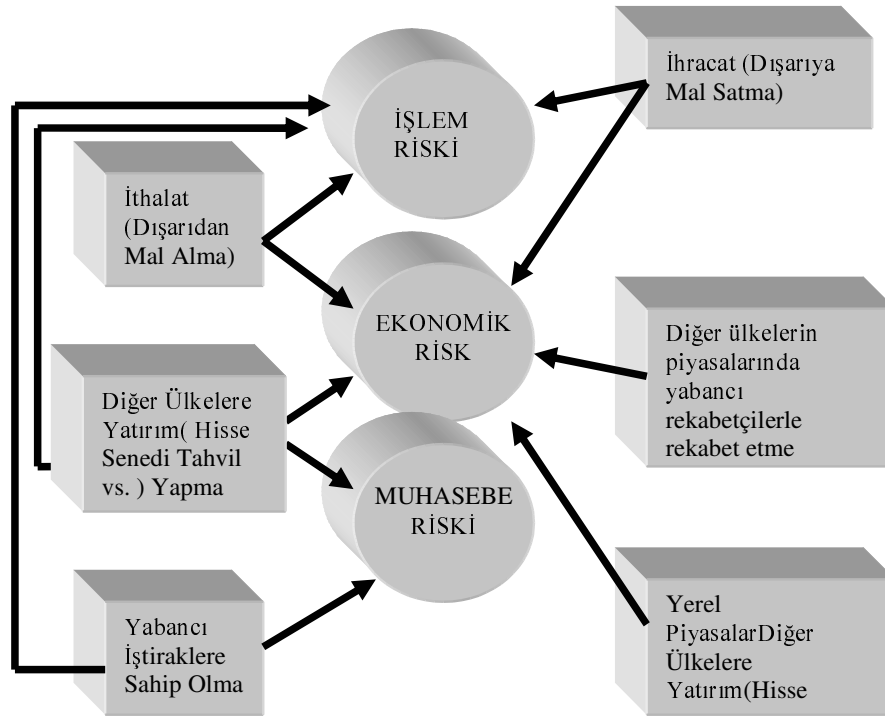 İŞLEM
RİSKİ
İhracat (Dışarıya
Mal Satma)
İthalat
(Dışarıdan
Mal Alma)
EKONOMİK
RİSK
Diğer ülkelerin
piyasalarında
yabancı
rekabetçilerle
rekabet etme
Diğer Ülkelere
Yatırım( Hisse
Senedi Tahvil
vs. ) Yapma
MUHASEBE
RİSKİ
Yabancı
İştiraklere
Sahip Olma
Yerel
PiyasalarDiğer
Ülkelere
Yatırım(Hisse